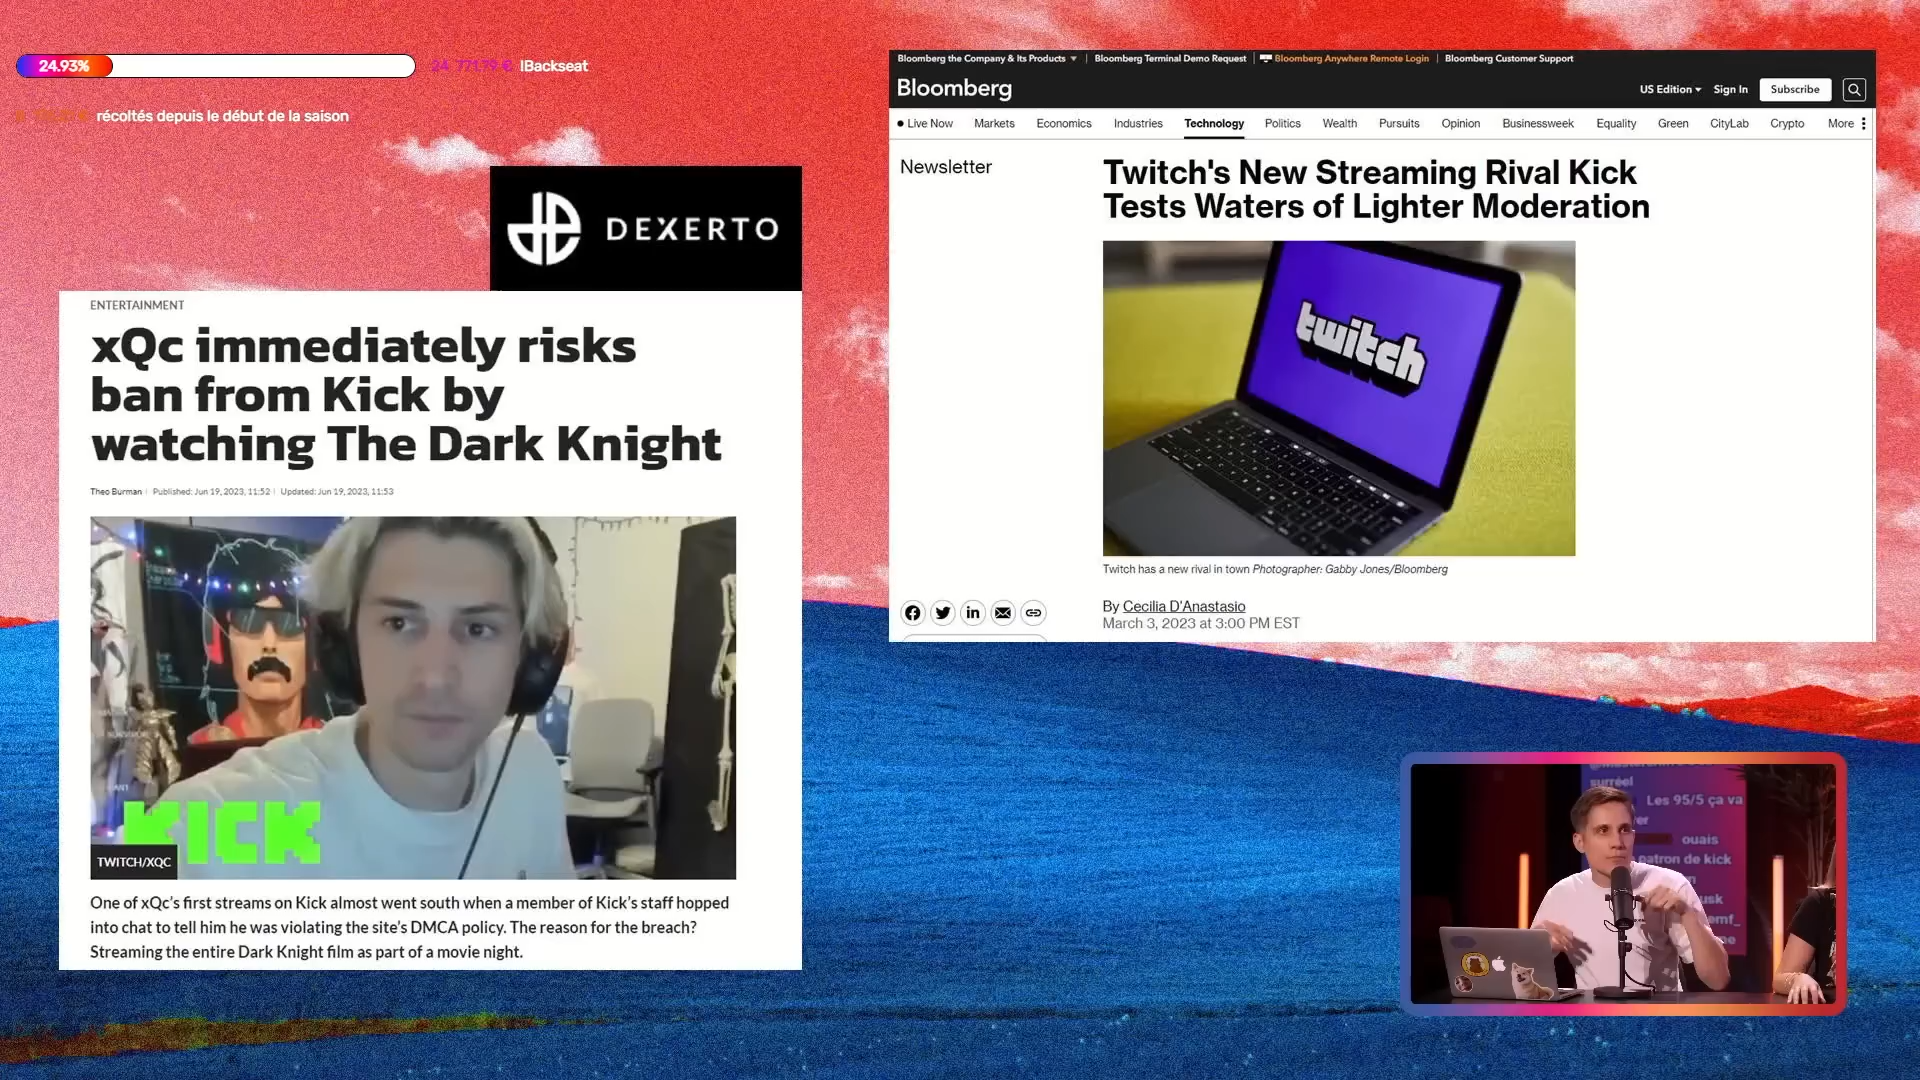 24.93%
!Backseat
récoltés depuis le début de la saison
DEXERTO
ENTERTAINMENT
xQc immediately risks
ban from Kick by
watching The Dark Knight
Theo Burman | Published: Jun 19, 2023, 11:52 | Updated: Jun 19, 2023, 11:53
KICK
TWITCH/XQC
One of xQc's first streams on Kick almost went south when a member of Kick's staff hopped
into chat to tell him he was violating the site's DMCA policy. The reason for the breach?
Streaming the entire Dark Knight film as part of a movie night.
Bloomberg the Company & Its Products | Bloomberg Terminal Demo Request | Bloomberg Anywhere Remote Login | Bloomberg Customer Support
Bloomberg
US Edition Sign In Subscribe
Live Now Markets Economics Industries Technology Politics Wealth Pursuits Opinion Businessweek Equality Green CityLab Crypto More
Newsletter
Twitch's New Streaming Rival Kick
Tests Waters of Lighter Moderation
twitch
Twitch has a new rival in town Photographer: Gabby Jones/Bloomberg
By Cecilia D'Anastasio
March 3, 2023 at 3:00 PM EST
surréel
Les 95/5 ça va
ouais
patron de kick